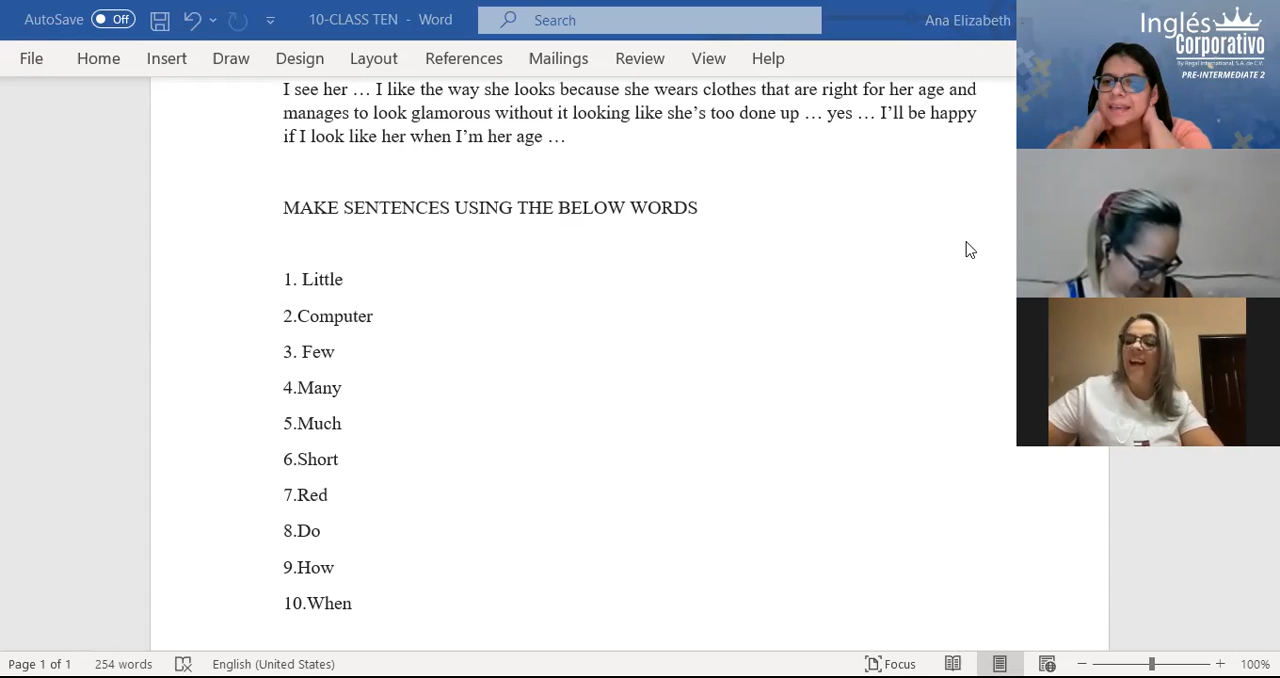 AutoSave Off 10-CLASS TEN - Word Search Ana Elizabeth
File Home Insert Draw Design Layout References Mailings Review View Help
Inglés
Corporativo
by Regal International, S.A. de C.V.
PRE-INTERMEDIATE 2
I see her … I like the way she looks because she wears clothes that are right for her age and
manages to look glamorous without it looking like she’s too done up … yes … I’ll be happy
if I look like her when I’m her age …
MAKE SENTENCES USING THE BELOW WORDS
1. Little
2.Computer
3. Few
4.Many
5.Much
6.Short
7.Red
8.Do
9.How
10.When
Page 1 of 1 254 words English (United States) Focus 100%